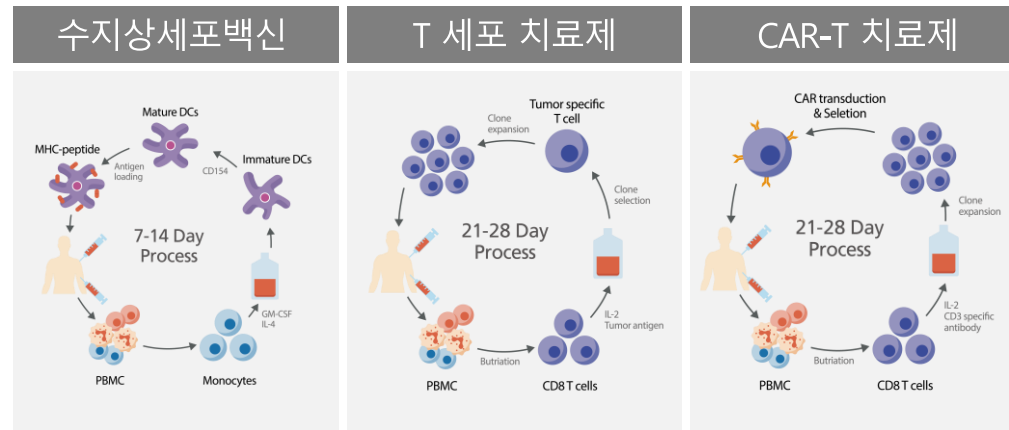 수지상세포백신
Mature DCs
MHC-peptide
Antigen
loading
CD154
Immature DCs
7-14 Day
Process
GM-CSF
IL-4
PBMC
Monocytes
T 세포 치료제
Tumor specific
T cell
Clone
expansion
Clone
selection
21-28 Day
Process
IL-2
Tumor antigen
Butriation
PBMC
CD8 T cells
CAR-T 치료제
CAR transduction
& Seletion
Clone
expansion
21-28 Day
Process
IL-2
CD3 specific
antibody
Butriation
PBMC
CD8 T cells